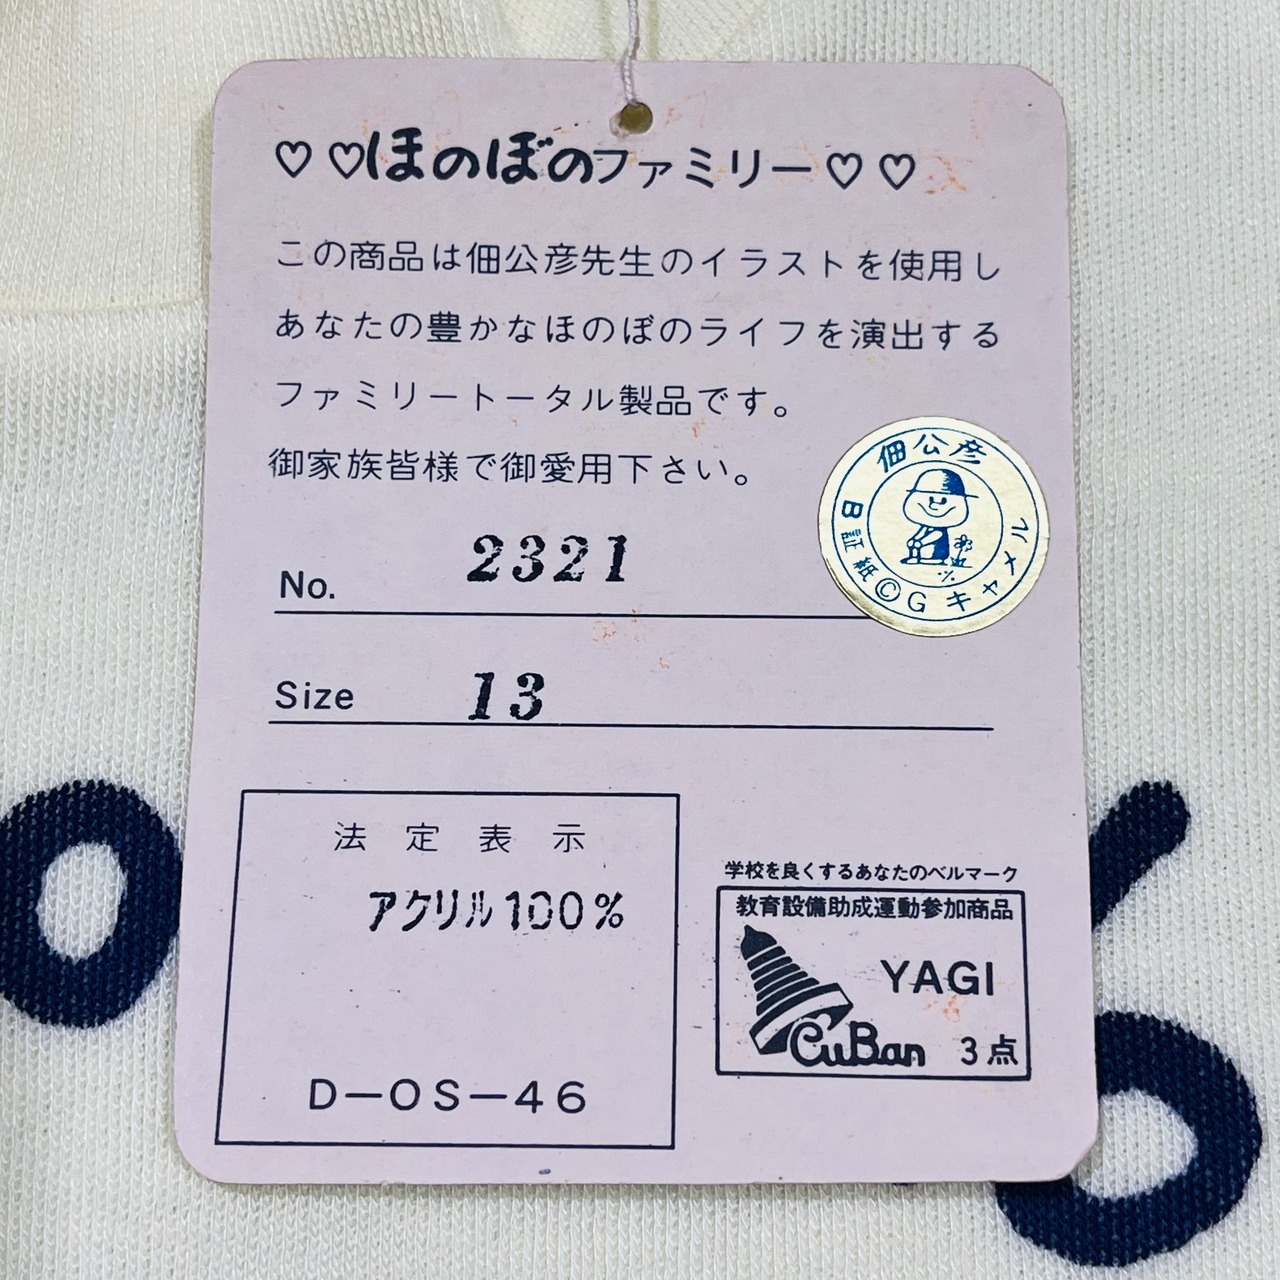 ♡♡ほのぼのファミリー♡♡
この商品は佃公彦先生のイラストを使用し
あなたの豊かなほのぼのライフを演出する
ファミリートータル製品です。
御家族皆様で御愛用下さい。
佃公彦
B証紙©Gキャメル
No. 2321
Size 13
法定表示
アクリル100%
D-OS-46
学校を良くするあなたのベルマーク
教育設備助成運動参加商品
YAGI
CuBan 3点